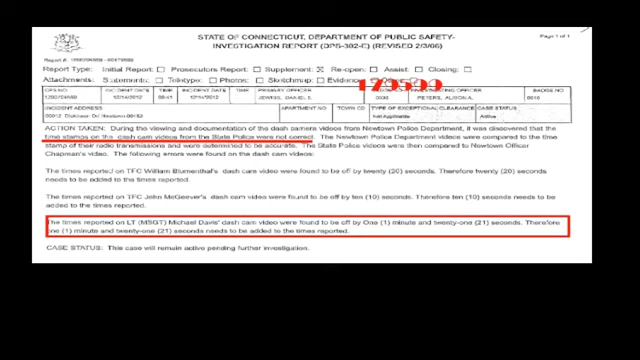 STATE OF CONNECTICUT, DEPARTMENT OF PUBLIC SAFETY-
INVESTIGATION REPORT (DPS-302-E) (REVISED 2/3/06)
Page 1 of 1
Report Type: Initial Report: Prosecutors Report: Supplement: Re-open: Assist: Closing:
Attachments: Statements: Teletype: Photos: Sketchmap: Evidence:
INCIDENT DATE TIME INCIDENT DATE TIME PRIMARY OFFICER INVESTIGATING OFFICER BADGE NO
12/14/2012 12/14/2012 JEWISS, DANIEL PETERS, ALISON A.
INCIDENT ADDRESS APARTMENT NO TOWN CD TYPE OF EXCEPTIONAL CLEARANCE CASE STATUS
Not Applicable Active
ACTION TAKEN: During the viewing and documentation of the dash camera videos from Newtown Police Department, it was discovered that the
time stamps on the cash cam videos from the State Police were not correct. The Newtown Police Department videos were compared to the time
stamp of their radio transmissions and were determined to be accurate. The State Police videos were then compared to Newtown Officer
Chapman's video. The following errors were found on the dash cam videos:
The times reported on TFC William Blumenthal's dash cam video were found to be off by twenty (20) seconds. Therefore twenty (20) seconds
needs to be added to the times reported.
The times reported on TFC John McGeever's dash cam video were found to be off by ten (10) seconds. Therefore ten (10) seconds needs to be
added to the times reported.
The times reported on LT (MSGT) Michael Davis' dash cam video were found to be off by One (1) minute and twenty-one (21) seconds. Therefore
one (1) minute and twenty-one (21) seconds needs to be added to the times reported.
CASE STATUS: This case will remain active pending further investigation.